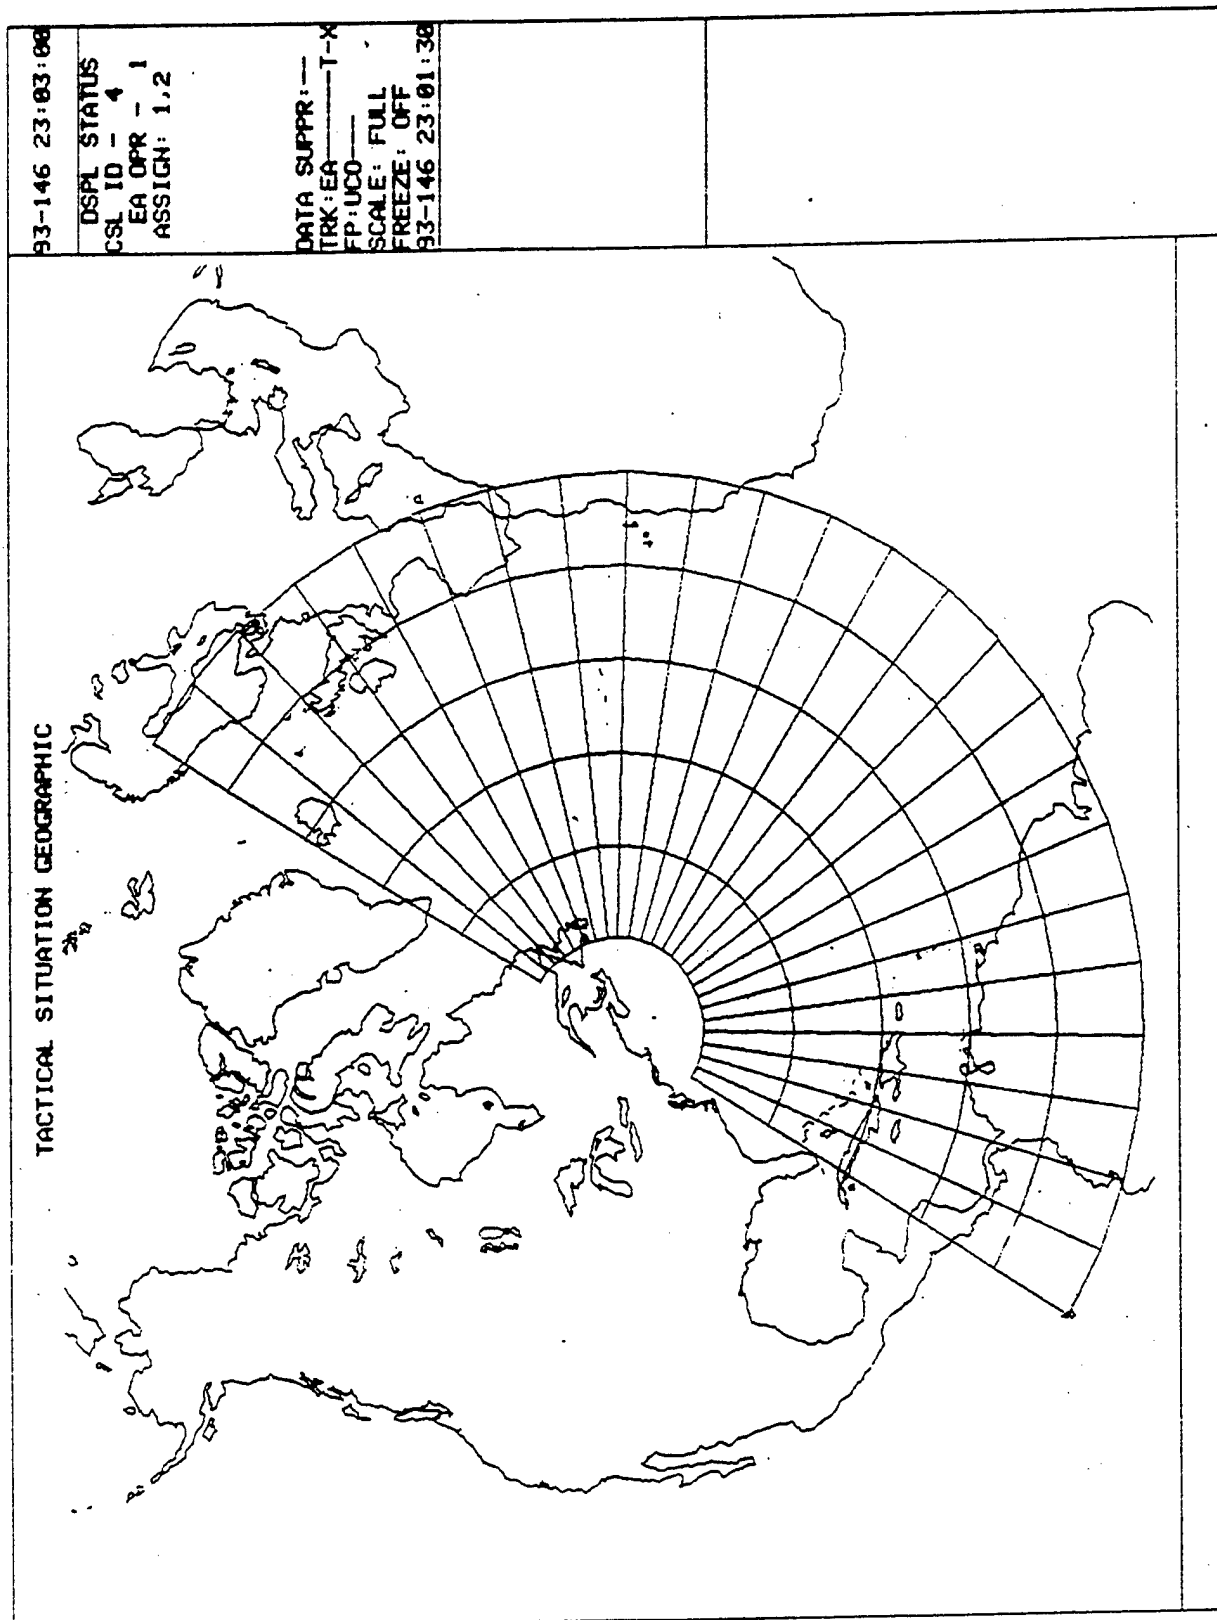 TACTICAL SITUATION GEOGRAPHIC
93-146 23:03:00
DSPL STATUS
CSL ID - 4
EA OPR - 1
ASSIGN: 1,2
DATA SUPPR:--
TRK:EA-----T-X
FP:UCO---
SCALE: FULL
FREEZE: OFF
93-146 23:01:30